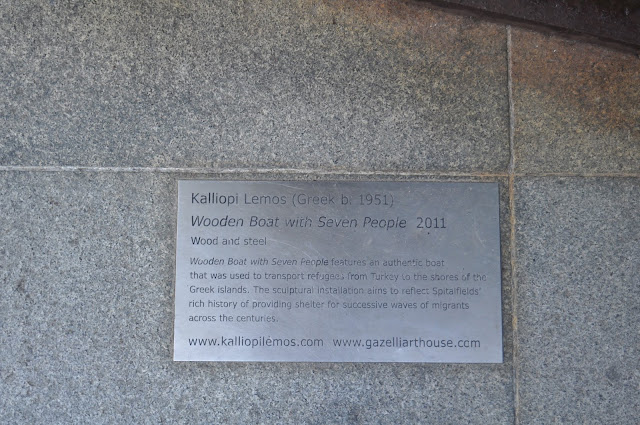 Kalliopi Lemos (Greek b. 1951)
Wooden Boat with Seven People 2011
Wood and steel
Wooden Boat with Seven People features an authentic boat
that was used to transport refugees from Turkey to the shores of the
Greek islands. The sculptural installation aims to reflect Spitalfields'
rich history of providing shelter for successive waves of migrants
across the centuries.
www.kalliopilemos.com www.gazelliarthouse.com